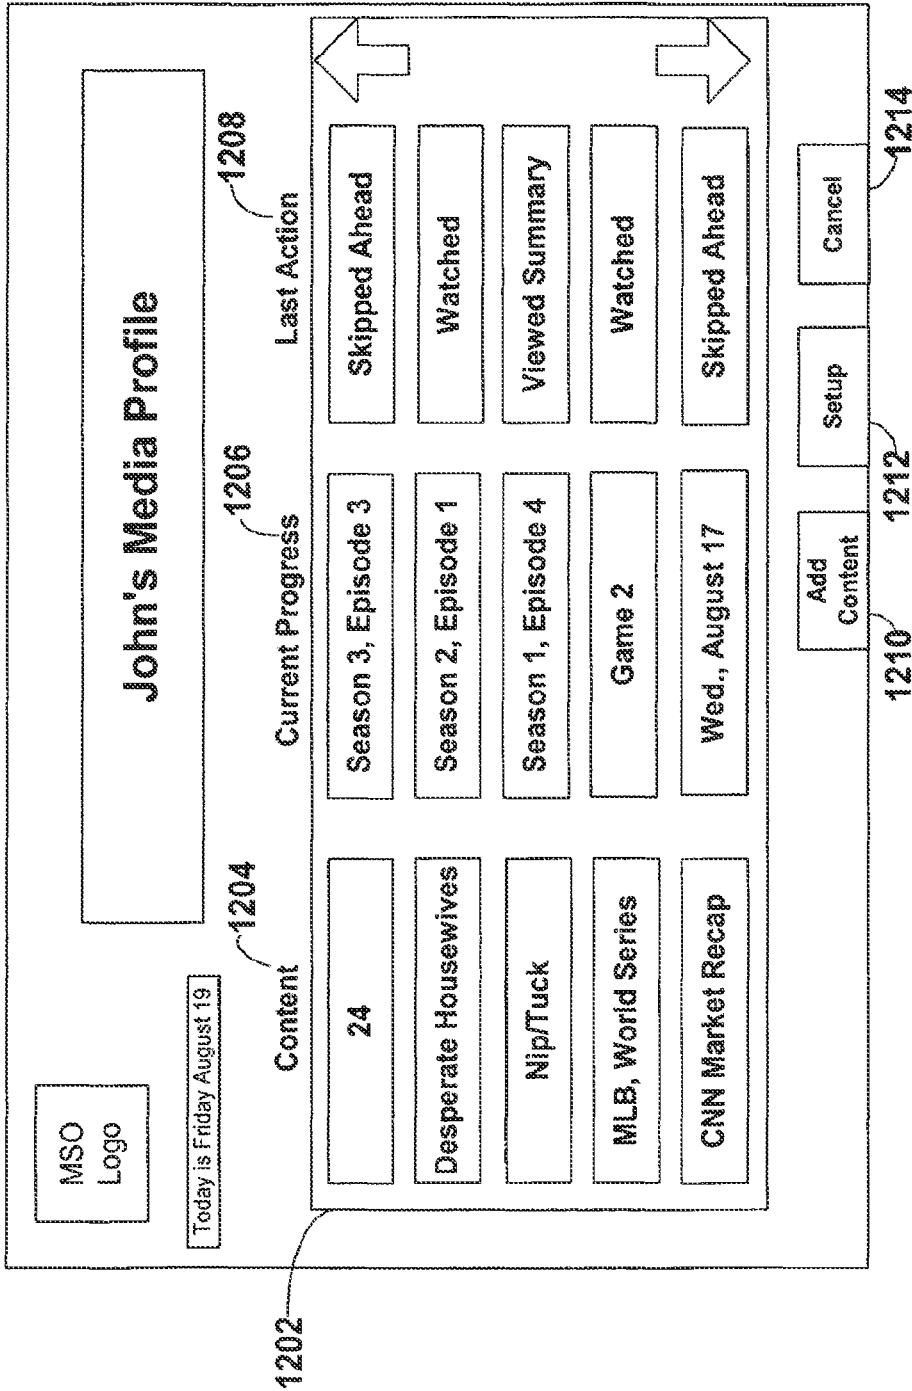 MSO
Logo
John's Media Profile
Today is Friday August 19
Content
1204
Current Progress
1206
Last Action
1208
1202
24
Season 3, Episode 3
Skipped Ahead
Desperate Housewives
Season 2, Episode 1
Watched
Nip/Tuck
Season 1, Episode 4
Viewed Summary
MLB, World Series
Game 2
Watched
CNN Market Recap
Wed., August 17
Skipped Ahead
Add
Content
Setup
Cancel
1210
1212
1214